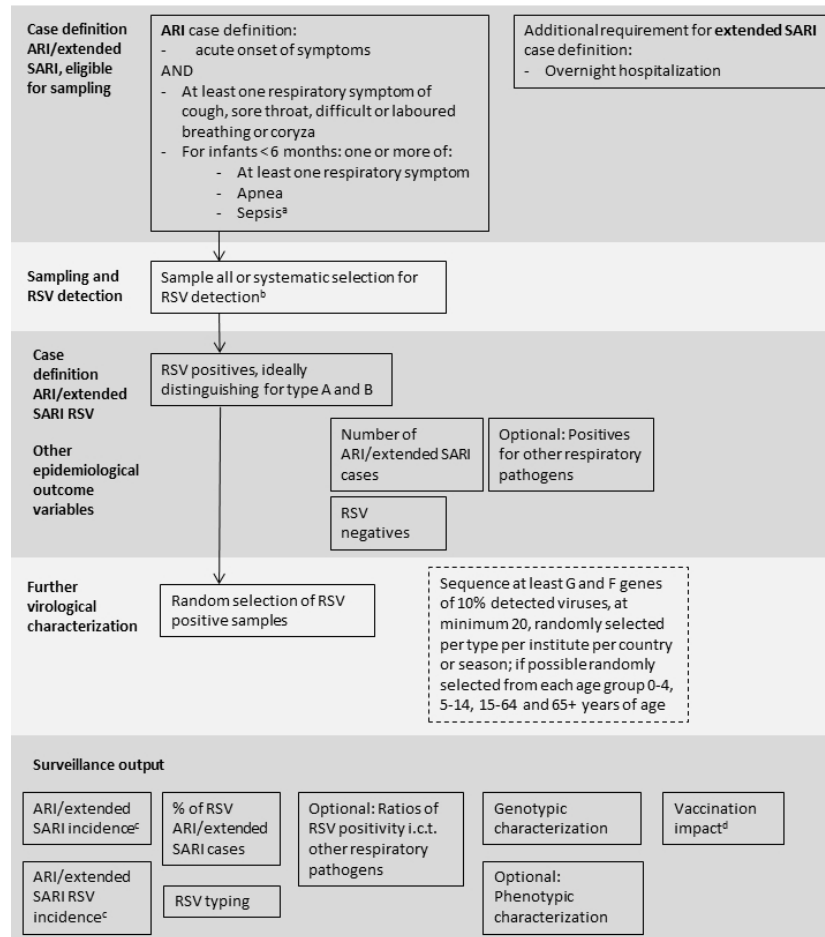 Case definition
ARI/extended
SARI, eligible
for sampling
ARI case definition:
- acute onset of symptoms
AND
- At least one respiratory symptom of
cough, sore throat, difficult or laboured
breathing or coryza
- For infants < 6 months: one or more of:
- At least one respiratory symptom
- Apnea
- Sepsisᵃ
Additional requirement for extended SARI
case definition:
- Overnight hospitalization
Sampling and
RSV detection
Sample all or systematic selection for
RSV detectionᵇ
Case
definition
ARI/extended
SARI RSV
RSV positives, ideally
distinguishing for type A and B
Other
epidemiological
outcome
variables
Number of
ARI/extended SARI
cases
Optional: Positives
for other respiratory
pathogens
RSV
negatives
Further
virological
characterization
Random selection of RSV
positive samples
Sequence at least G and F genes
of 10% detected viruses, at
minimum 20, randomly selected
per type per institute per country
or season; if possible randomly
selected from each age group 0-4,
5-14, 15-64 and 65+ years of age
Surveillance output
ARI/extended
SARI incidenceᶜ
% of RSV
ARI/extended
SARI cases
Optional: Ratios of
RSV positivity i.c.t.
other respiratory
pathogens
Genotypic
characterization
Vaccination
impactᵈ
ARI/extended
SARI RSV
incidenceᶜ
RSV typing
Optional:
Phenotypic
characterization